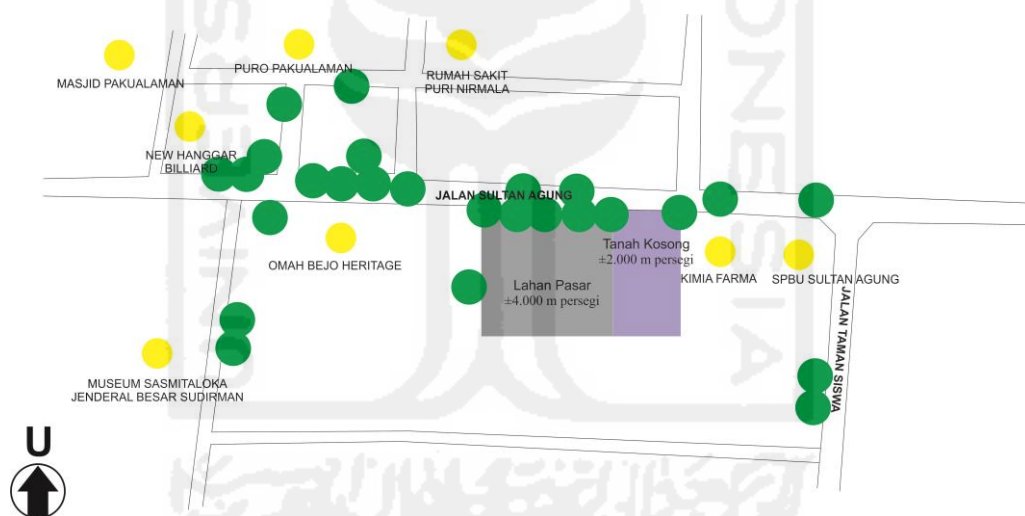 MASJID PAKUALAMAN
PURO PAKUALAMAN
RUMAH SAKIT
PURI NIRMALA
NEW HANGGAR
BILLIARD
JALAN SULTAN AGUNG
OMAH BEJO HERITAGE
Tanah Kosong
±2.000 m persegi
Lahan Pasar
±4.000 m persegi
KIMIA FARMA
SPBU SULTAN AGUNG
JALAN TAMAN SISWA
MUSEUM SASMITALOKA
JENDERAL BESAR SUDIRMAN
U